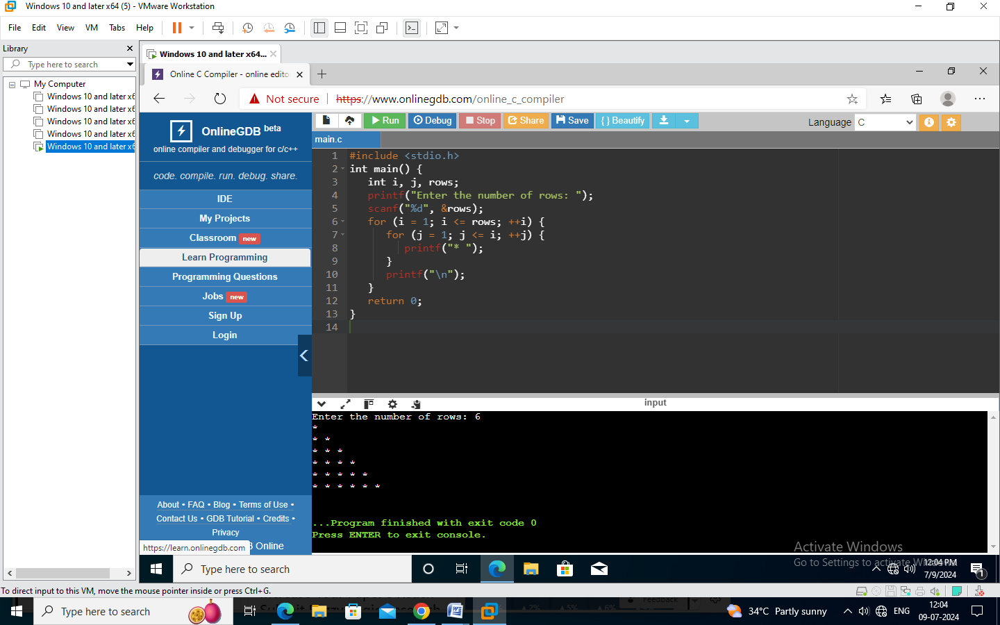 Windows 10 and later x64 (5) - VMware Workstation
File Edit View VM Tabs Help
Library
Type here to search
My Computer
Windows 10 and later x6
Windows 10 and later x6
Windows 10 and later x6
Windows 10 and later x6
Windows 10 and later x6
Windows 10 and later x64...
Online C Compiler - online edito
Not secure https://www.onlinegdb.com/online_c_compiler
OnlineGDB beta
online compiler and debugger for c/c++
code. compile. run. debug. share.
IDE
My Projects
Classroom new
Learn Programming
Programming Questions
Jobs new
Sign Up
Login
About • FAQ • Blog • Terms of Use •
Contact Us • GDB Tutorial • Credits •
Privacy
https://learn.onlinegdb.com
Online
Run Debug Stop Share Save { } Beautify
Language C
main.c
1 #include <stdio.h>
2 int main() {
3 int i, j, rows;
4 printf("Enter the number of rows: ");
5 scanf("%d", &rows);
6 for (i = 1; i <= rows; ++i) {
7 for (j = 1; j <= i; ++j) {
8 printf("* ");
9 }
10 printf("\n");
11 }
12 return 0;
13 }
14
input
Enter the number of rows: 6
*
* *
* * *
* * * *
* * * * *
* * * * * *
...Program finished with exit code 0
Press ENTER to exit console.
Activate Windows
Go to Settings to activate Windows.
Type here to search
12:04 PM
7/9/2024
1
To direct input to this VM, move the mouse pointer inside or press Ctrl+G.
Feedback
Type here to search
34°C Partly sunny
ENG
12:04
09-07-2024